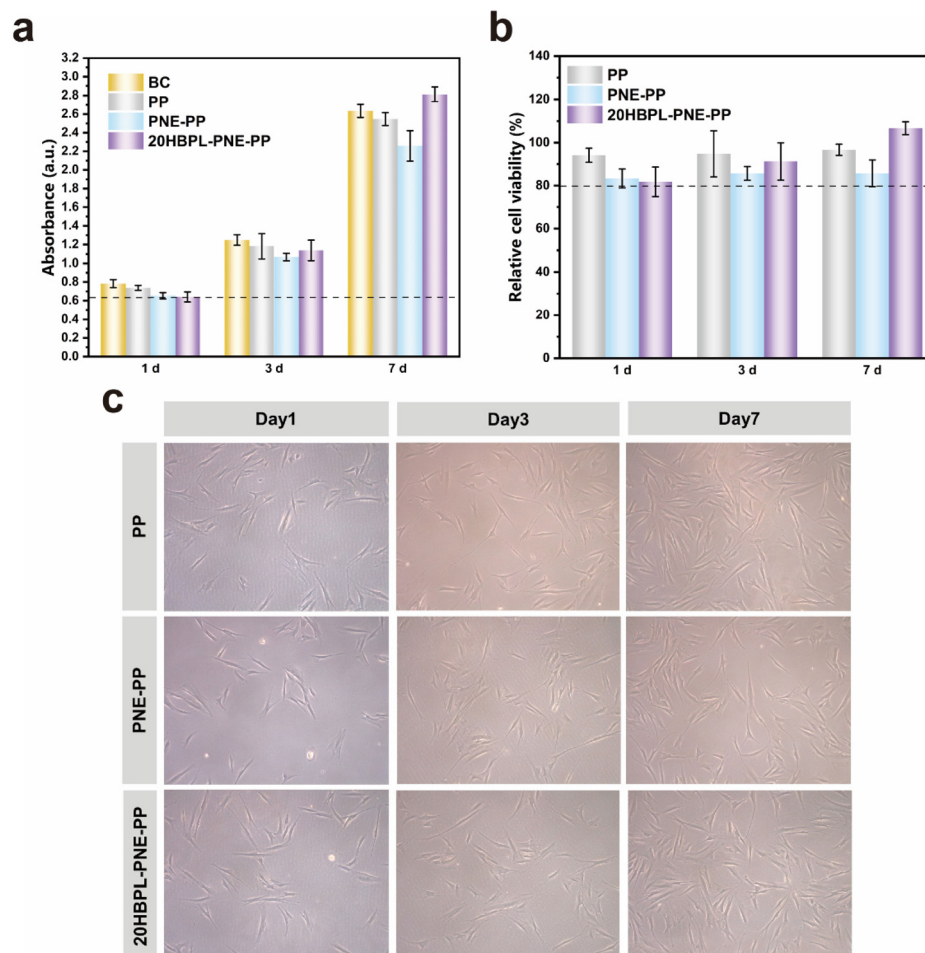 a
3.2
3.0
2.8
2.6
2.4
2.2
2.0
1.8
1.6
1.4
1.2
1.0
0.8
0.6
0.4
0.2
0.0
Absorbance (a.u.)
BC
PP
PNE-PP
20HBPL-PNE-PP
1 d
3 d
7 d
b
140
120
100
80
60
40
20
0
Relative cell viability (%)
PP
PNE-PP
20HBPL-PNE-PP
1 d
3 d
7 d
c
Day1
Day3
Day7
PP
PNE-PP
20HBPL-PNE-PP